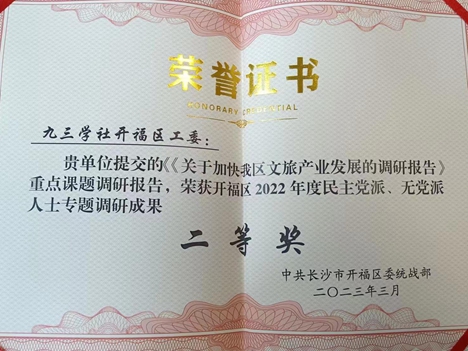 荣誉证书
HONORARY CREDENTIAL
九三学社开福区工委:
贵单位提交的《《关于加快我区文旅产业发展的调研报告》
重点课题调研报告,荣获开福区 2022 年度民主党派、无党派
人士专题调研成果
二等奖
中共长沙市开福区委统战部
二〇二三年三月